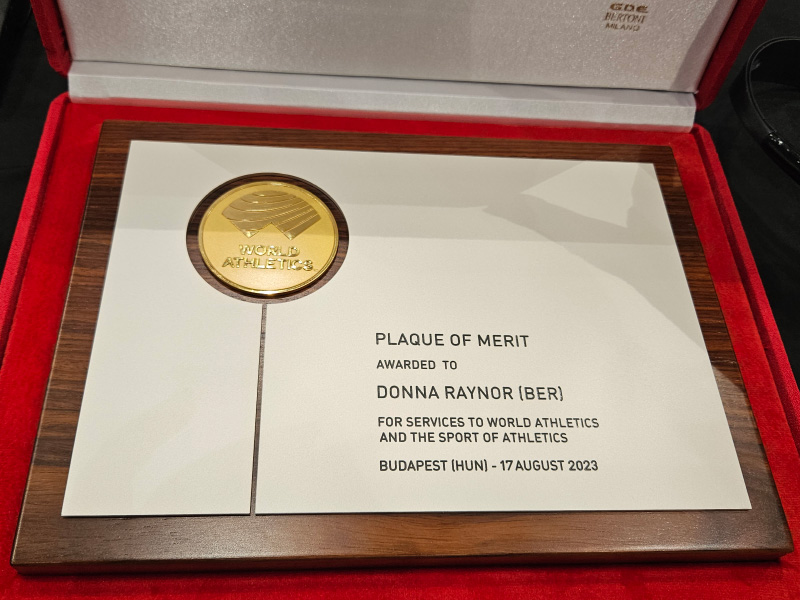 GDE
BERTONI
MILANO
WORLD
ATHLETICS
PLAQUE OF MERIT
AWARDED TO
DONNA RAYNOR (BER)
FOR SERVICES TO WORLD ATHLETICS
AND THE SPORT OF ATHLETICS
BUDAPEST (HUN) - 17 AUGUST 2023